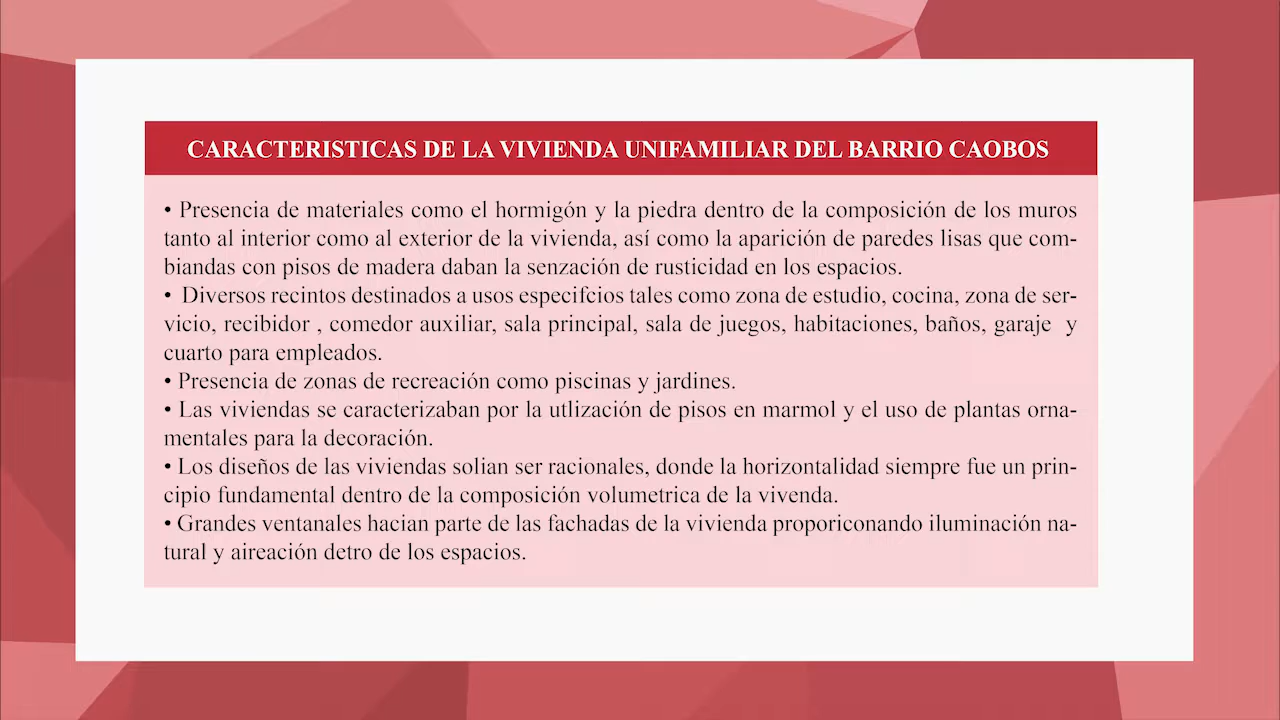 CARACTERISTICAS DE LA VIVIENDA UNIFAMILIAR DEL BARRIO CAOBOS
• Presencia de materiales como el hormigón y la piedra dentro de la composición de los muros
tanto al interior como al exterior de la vivienda, así como la aparición de paredes lisas que com-
biandas con pisos de madera daban la senzación de rusticidad en los espacios.
• Diversos recintos destinados a usos especifcios tales como zona de estudio, cocina, zona de ser-
vicio, recibidor , comedor auxiliar, sala principal, sala de juegos, habitaciones, baños, garaje  y
cuarto para empleados.
• Presencia de zonas de recreación como piscinas y jardines.
• Las viviendas se caracterizaban por la utlización de pisos en marmol y el uso de plantas orna-
mentales para la decoración.
• Los diseños de las viviendas solian ser racionales, donde la horizontalidad siempre fue un prin-
cipio fundamental dentro de la composición volumetrica de la vivenda.
• Grandes ventanales hacian parte de las fachadas de la vivienda proporiconando iluminación na-
tural y aireación detro de los espacios.